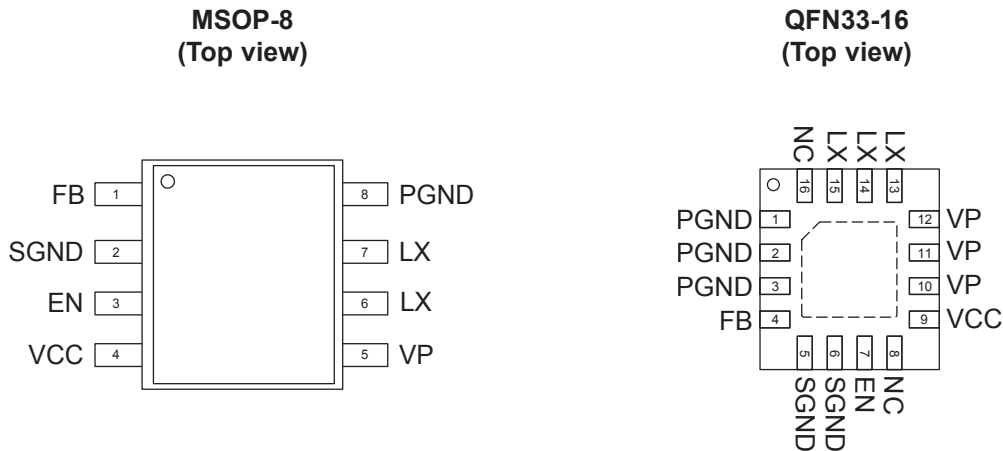 MSOP-8
(Top view)
FB 1
SGND 2
EN 3
VCC 4
8 PGND
7 LX
6 LX
5 VP
QFN33-16
(Top view)
NC LX LX LX
16 15 14 13
PGND 1
PGND 2
PGND 3
FB 4
12 VP
11 VP
10 VP
9 VCC
5 6 7 8
SGND SGND EN NC